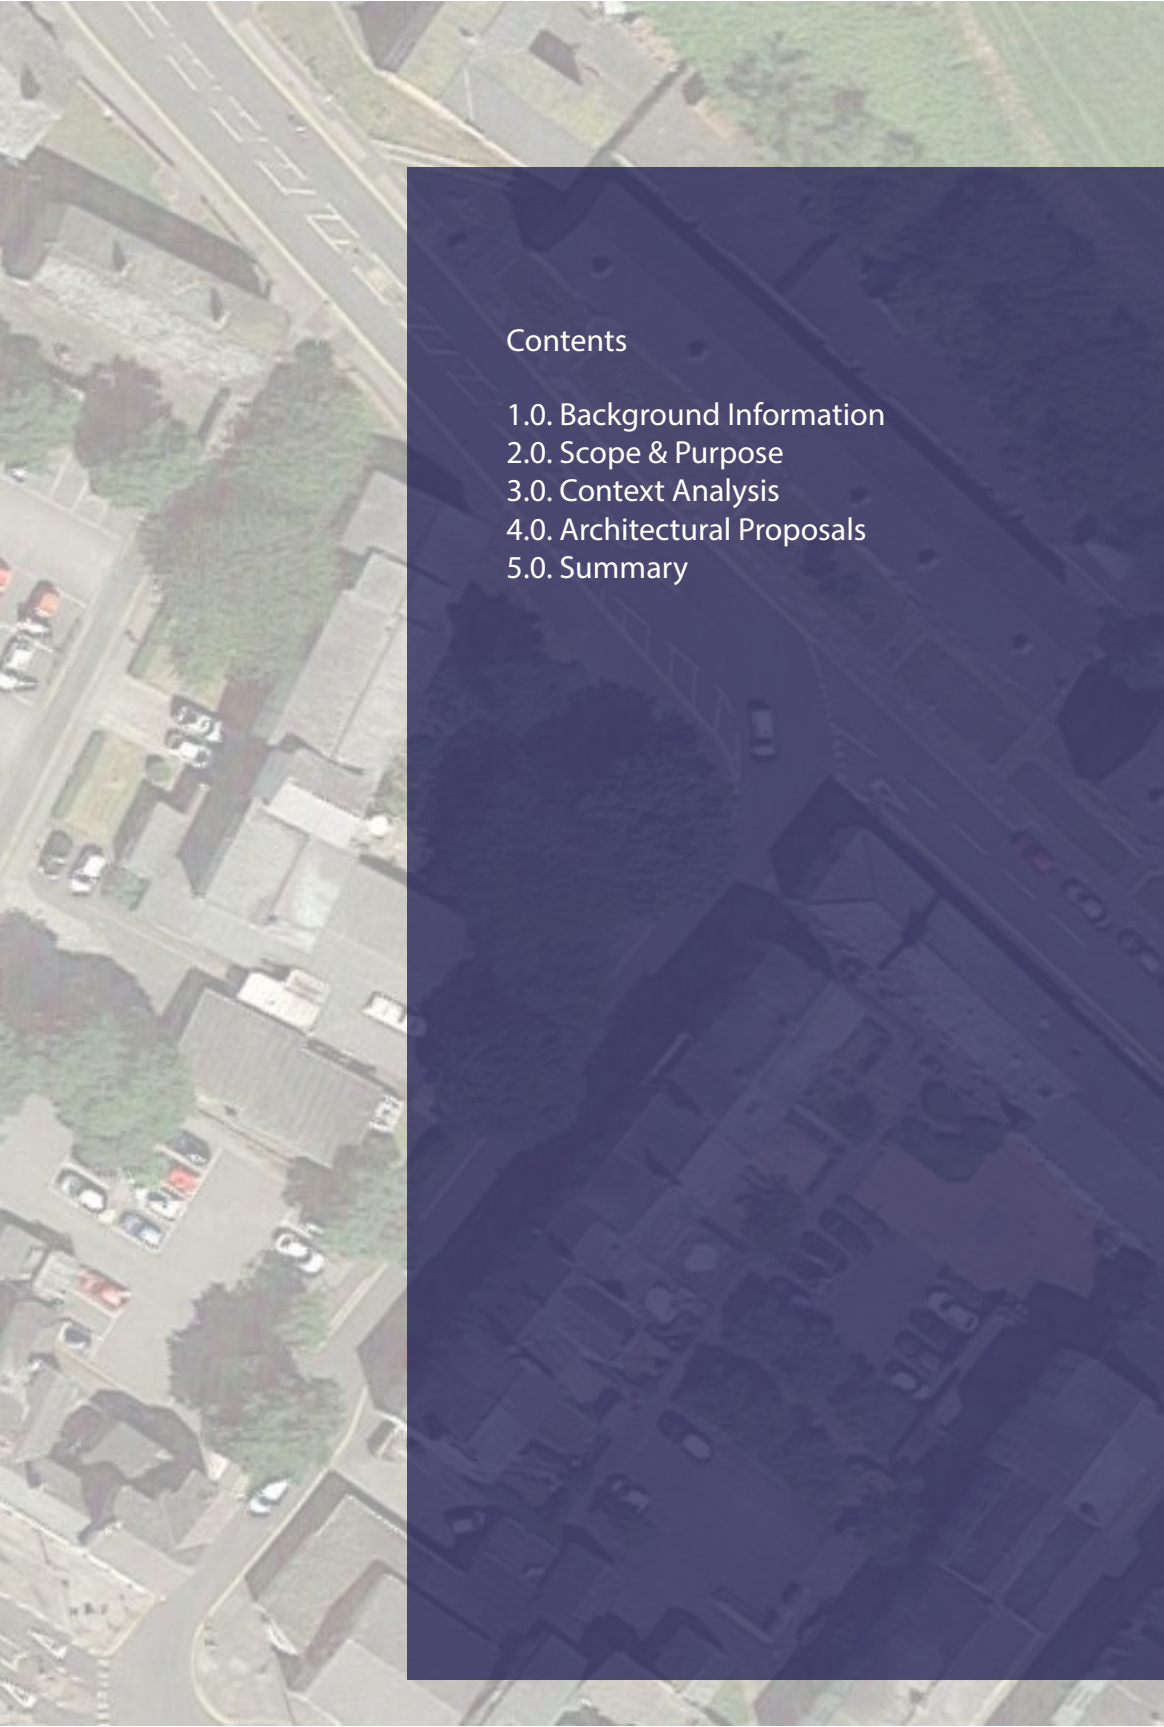 Contents
1.0. Background Information
2.0. Scope & Purpose
3.0. Context Analysis
4.0. Architectural Proposals
5.0. Summary